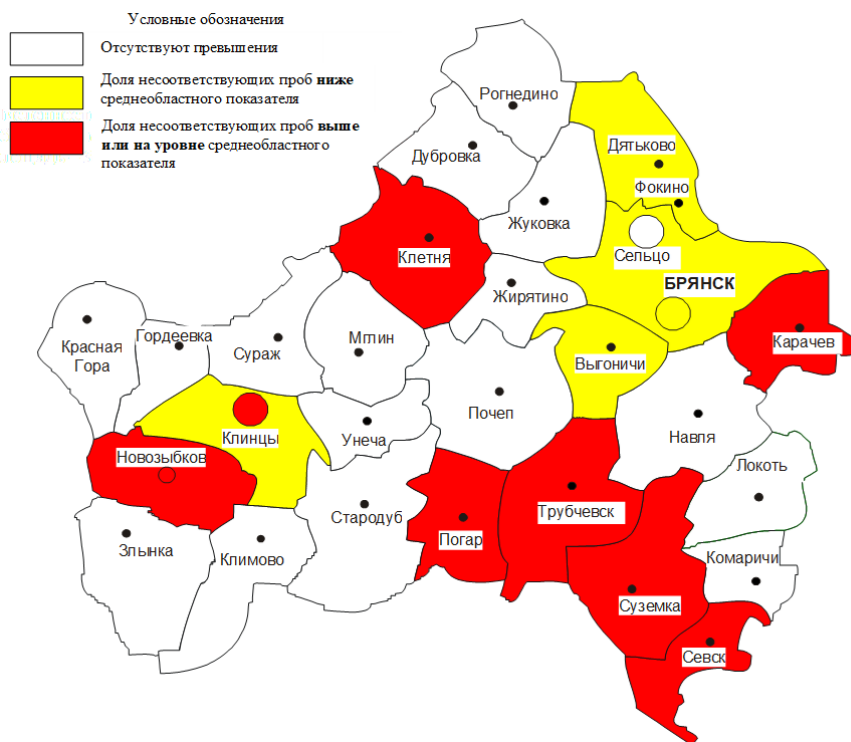 Условные обозначения
Отсутствуют превышения
Доля несоответствующих проб ниже
среднеобластного показателя
Доля несоответствующих проб выше
или на уровне среднеобластного
показателя
Рогнедино
Дятьково
Дубровка
Фокино
Жуковка
Клетня
Сельцо
БРЯНСК
Жирятино
Гордеевка
Мглин
Карачев
Красная
Гора
Сураж
Выгоничи
Почеп
Клинцы
Унеча
Навля
Новозыбков
Локоть
Стародуб
Трубчевск
Погар
Злынка
Климово
Комаричи
Суземка
Севск